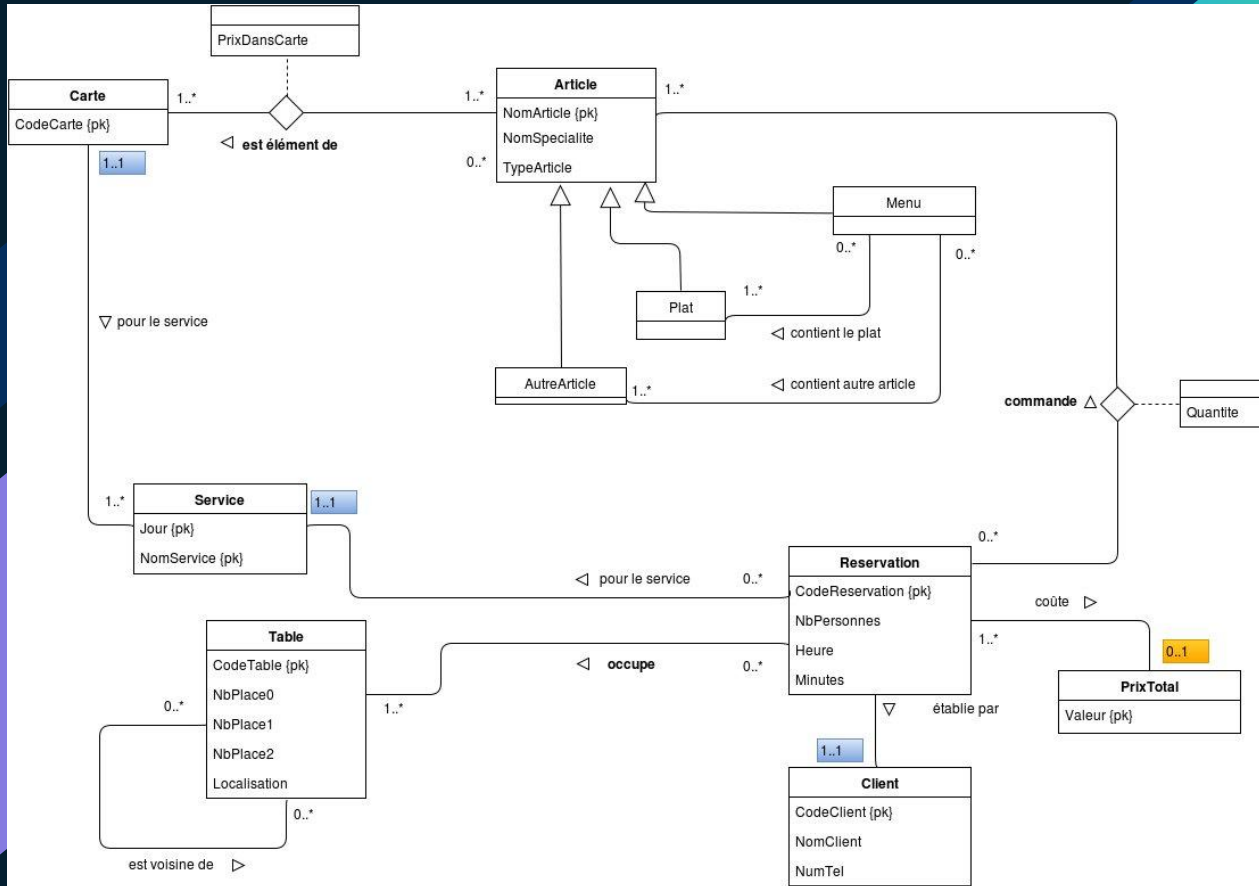 PrixDansCarte
Carte
CodeCarte {pk}
1..*
1..*
est élément de
1..1
Article
NomArticle {pk}
NomSpecialite
TypeArticle
1..*
0..*
Menu
0..*
0..*
Plat
1..*
contient le plat
AutreArticle
1..*
contient autre article
pour le service
commande
Quantite
1..*
Service
Jour {pk}
NomService {pk}
1..1
pour le service
0..*
0..*
Reservation
CodeReservation {pk}
NbPersonnes
Heure
Minutes
coûte
1..*
0..1
PrixTotal
Valeur {pk}
Table
CodeTable {pk}
NbPlace0
NbPlace1
NbPlace2
Localisation
occupe
0..*
1..*
0..*
0..*
est voisine de
établie par
1..1
Client
CodeClient {pk}
NomClient
NumTel